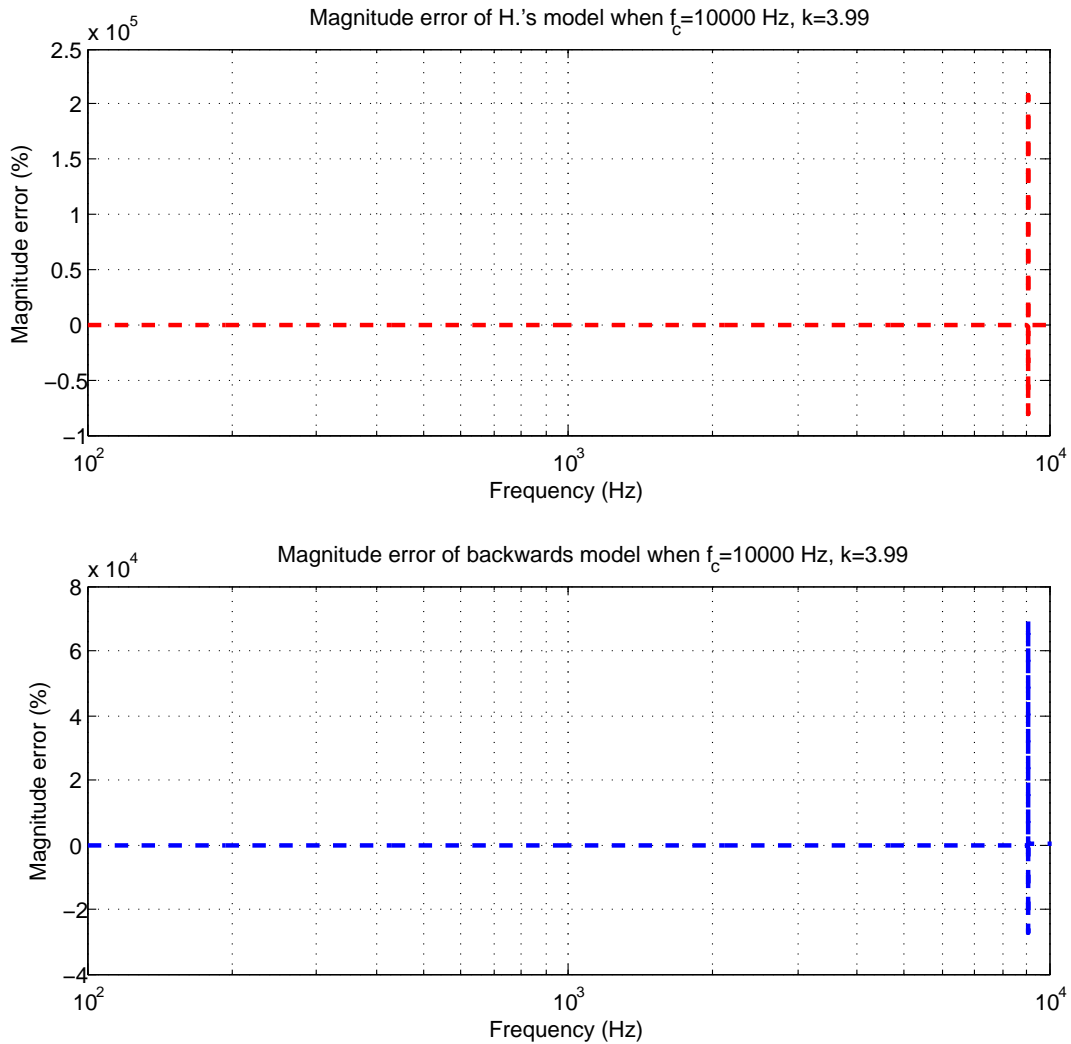 Magnitude error of H.'s model when f_c=10000 Hz, k=3.99
x 10^5
2.5
2
1.5
1
0.5
0
−0.5
−1
Magnitude error (%)
10^2 10^3 10^4
Frequency (Hz)
Magnitude error of backwards model when f_c=10000 Hz, k=3.99
x 10^4
8
6
4
2
0
−2
−4
Magnitude error (%)
10^2 10^3 10^4
Frequency (Hz)